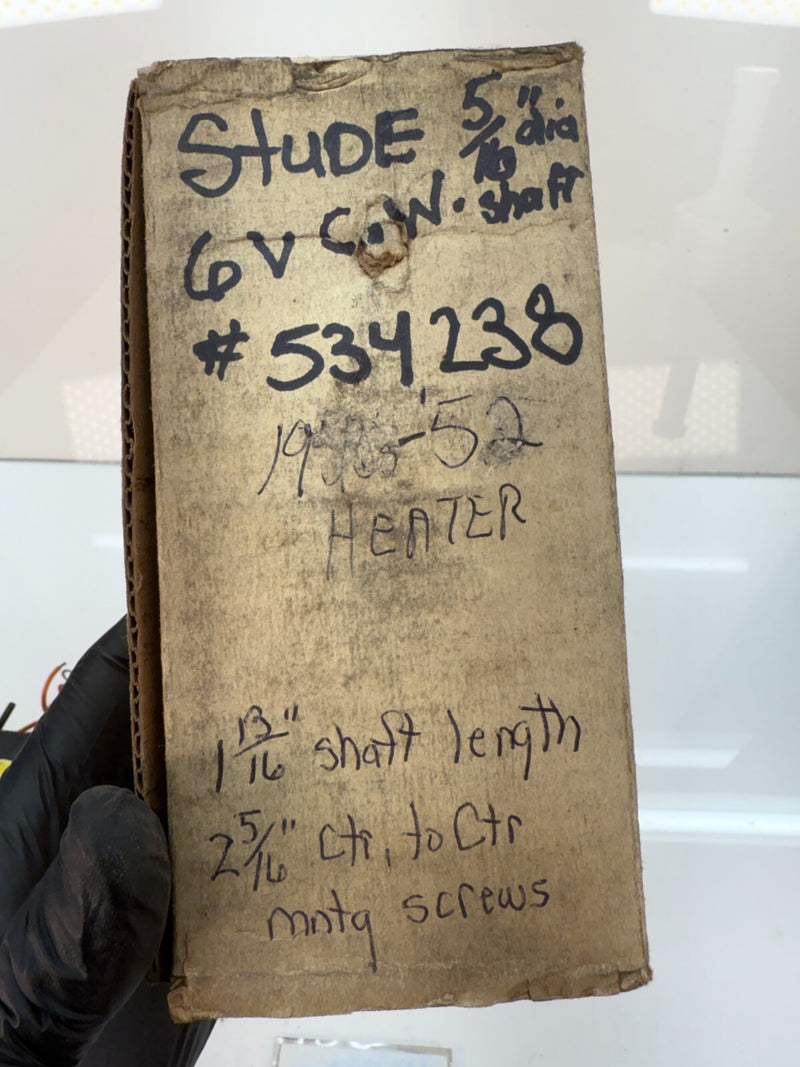 STUDE 5/16" dia
6V C.W. shaft
# 534238
-'52
HEATER
1 13/16" shaft length
2 5/16" Ctr. to Ctr
mntg screws